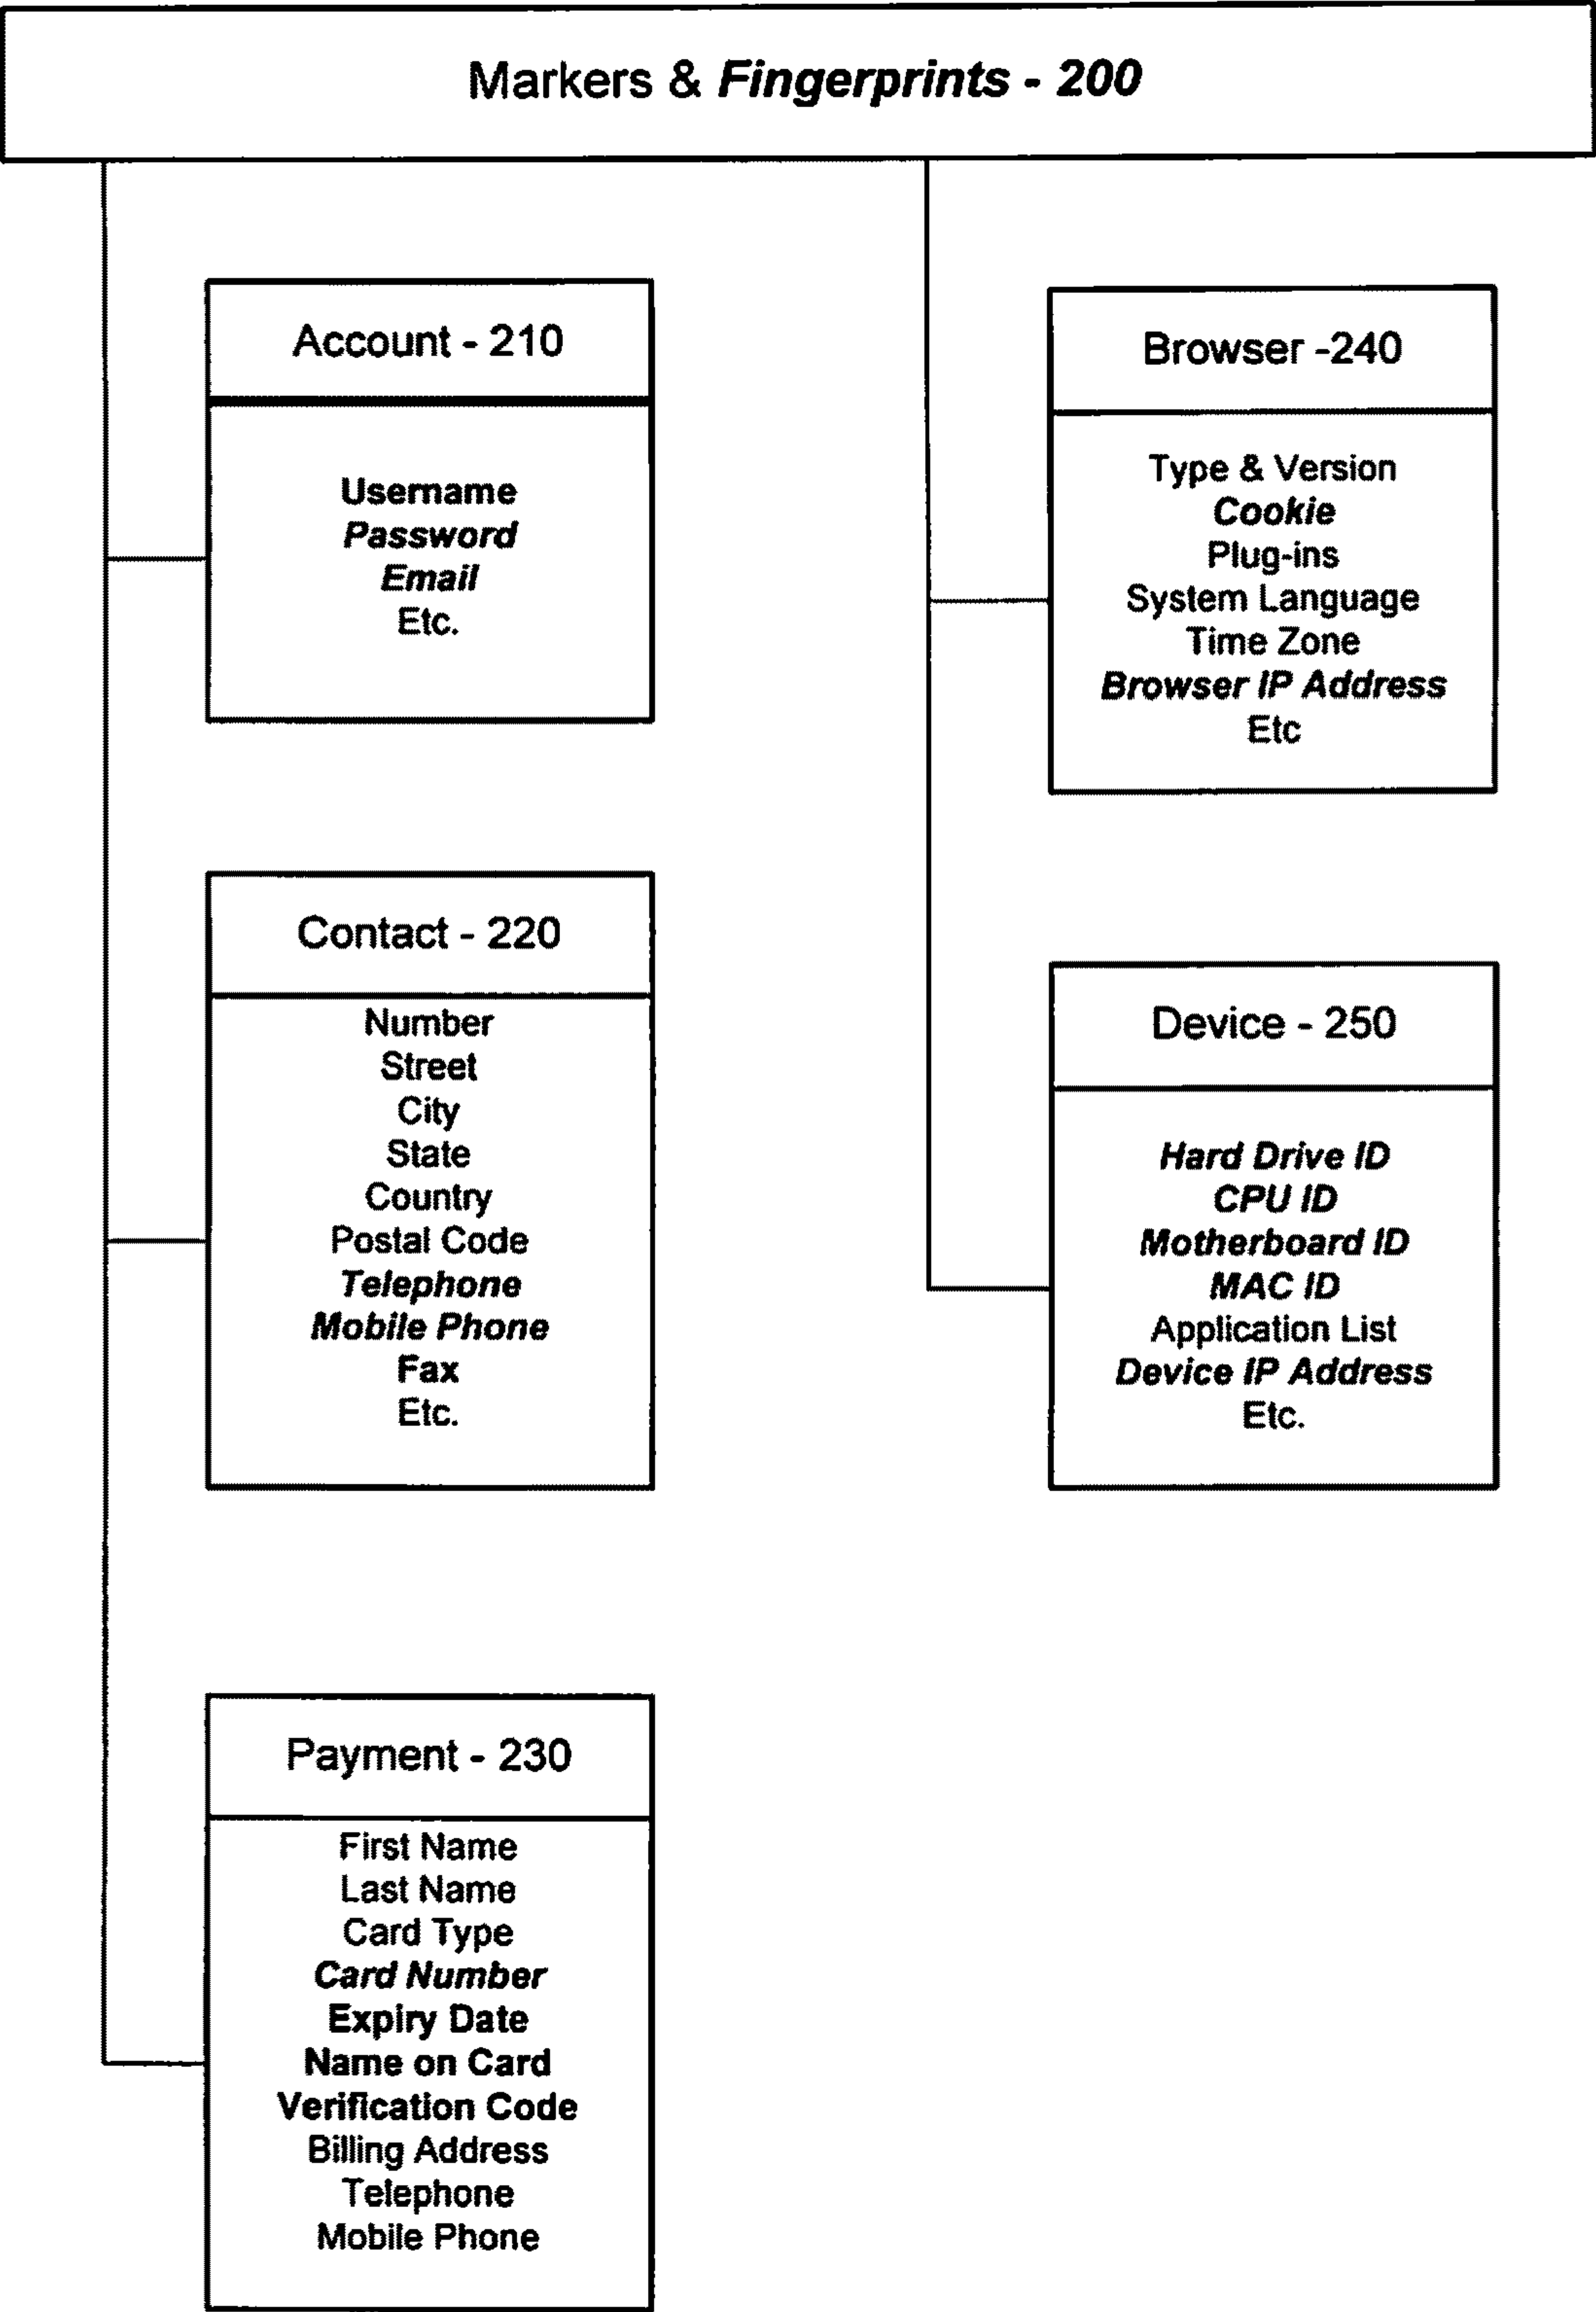 Markers & Fingerprints - 200
Account - 210
Username
Password
Email
Etc.
Contact - 220
Number
Street
City
State
Country
Postal Code
Telephone
Mobile Phone
Fax
Etc.
Payment - 230
First Name
Last Name
Card Type
Card Number
Expiry Date
Name on Card
Verification Code
Billing Address
Telephone
Mobile Phone
Browser -240
Type & Version
Cookie
Plug-ins
System Language
Time Zone
Browser IP Address
Etc
Device - 250
Hard Drive ID
CPU ID
Motherboard ID
MAC ID
Application List
Device IP Address
Etc.